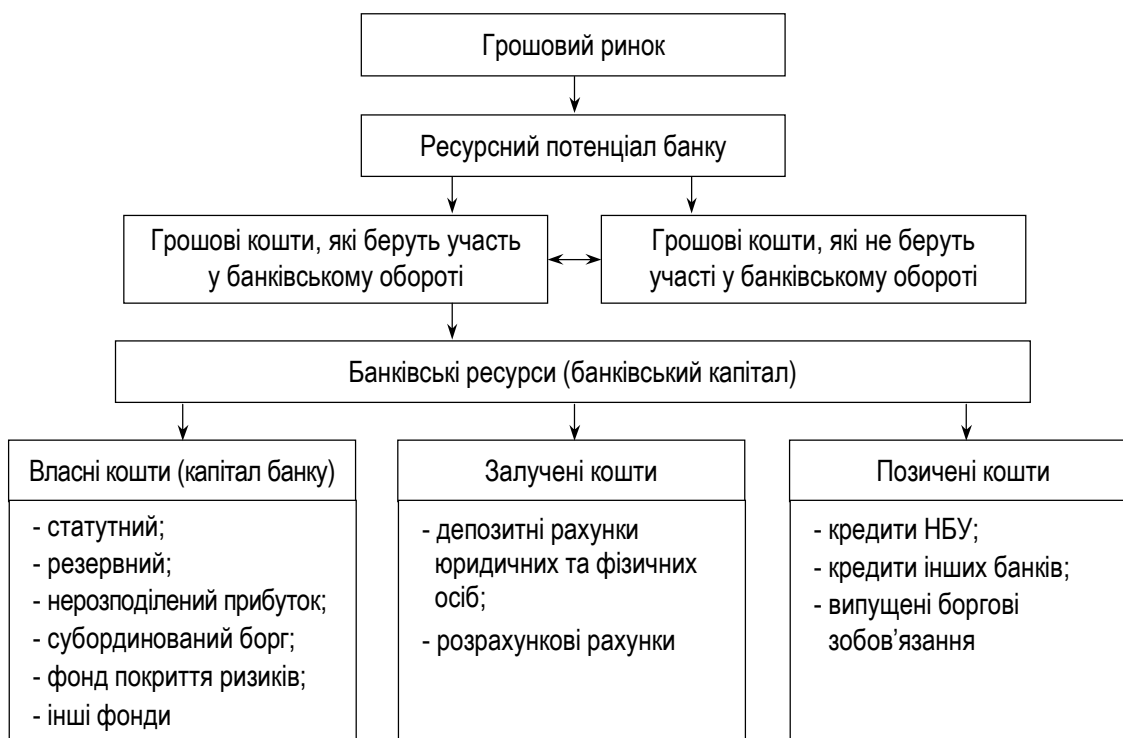 Грошовий ринок
Ресурсний потенціал банку
Грошові кошти, які беруть участь
у банківському обороті
Грошові кошти, які не беруть
участі у банківському обороті
Банківські ресурси (банківський капітал)
Власні кошти (капітал банку)
- статутний;
- резервний;
- нерозподілений прибуток;
- субординований борг;
- фонд покриття ризиків;
- інші фонди
Залучені кошти
- депозитні рахунки
юридичних та фізичних
осіб;
- розрахункові рахунки
Позичені кошти
- кредити НБУ;
- кредити інших банків;
- випущені боргові
зобов’язання